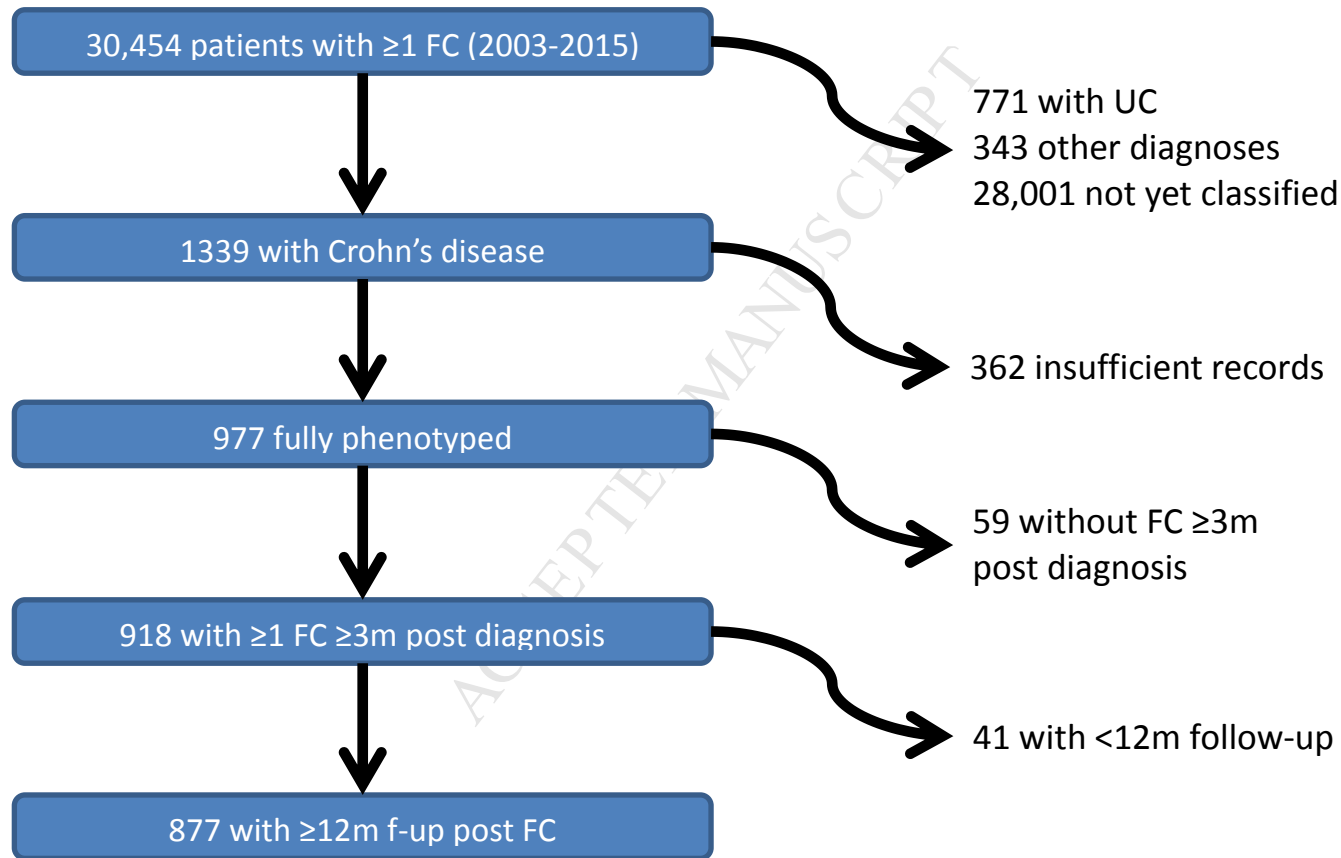 30,454 patients with ≥1 FC (2003-2015)
771 with UC
343 other diagnoses
28,001 not yet classified
1339 with Crohn’s disease
362 insufficient records
977 fully phenotyped
59 without FC ≥3m
post diagnosis
918 with ≥1 FC ≥3m post diagnosis
41 with <12m follow-up
877 with ≥12m f-up post FC
ACCEPTED MANUSCRIPT